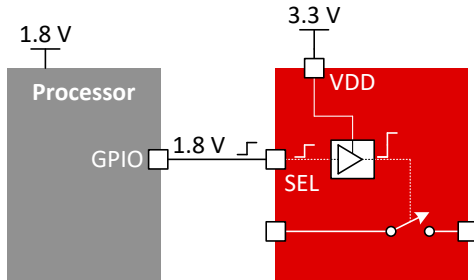 1.8 V
3.3 V
Processor
VDD
GPIO
1.8 V
SEL